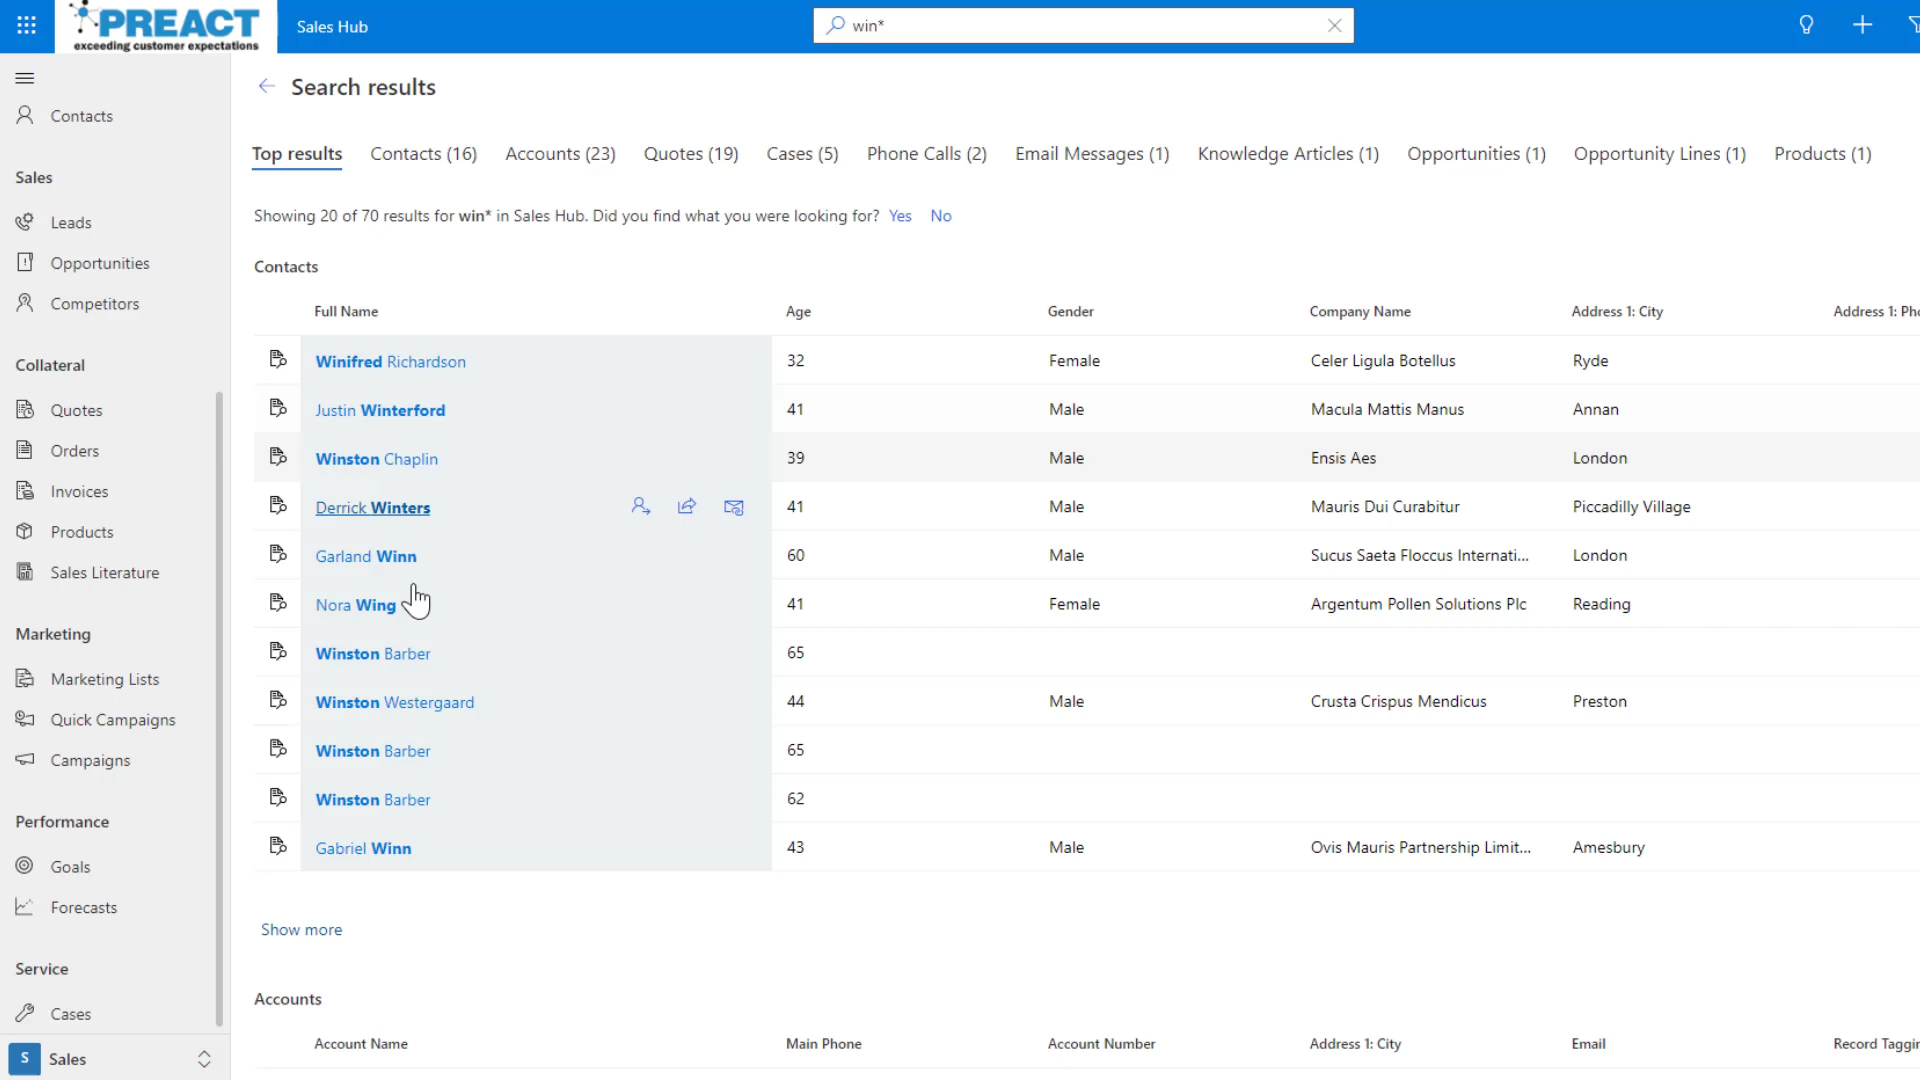 PREACT
exceeding customer expectations
Sales Hub
win*
Contacts
Sales
Leads
Opportunities
Competitors
Collateral
Quotes
Orders
Invoices
Products
Sales Literature
Marketing
Marketing Lists
Quick Campaigns
Campaigns
Performance
Goals
Forecasts
Service
Cases
S Sales
Search results
Top results Contacts (16) Accounts (23) Quotes (19) Cases (5) Phone Calls (2) Email Messages (1) Knowledge Articles (1) Opportunities (1) Opportunity Lines (1) Products (1)
Showing 20 of 70 results for win* in Sales Hub. Did you find what you were looking for? Yes No
Contacts
Full Name Age Gender Company Name Address 1: City Address 1: Pho
Winifred Richardson 32 Female Celer Ligula Botellus Ryde
Justin Winterford 41 Male Macula Mattis Manus Annan
Winston Chaplin 39 Male Ensis Aes London
Derrick Winters 41 Male Mauris Dui Curabitur Piccadilly Village
Garland Winn 60 Male Sucus Saeta Floccus Internati... London
Nora Wing 41 Female Argentum Pollen Solutions Plc Reading
Winston Barber 65
Winston Westergaard 44 Male Crusta Crispus Mendicus Preston
Winston Barber 65
Winston Barber 62
Gabriel Winn 43 Male Ovis Mauris Partnership Limit... Amesbury
Show more
Accounts
Account Name Main Phone Account Number Address 1: City Email Record Taggin